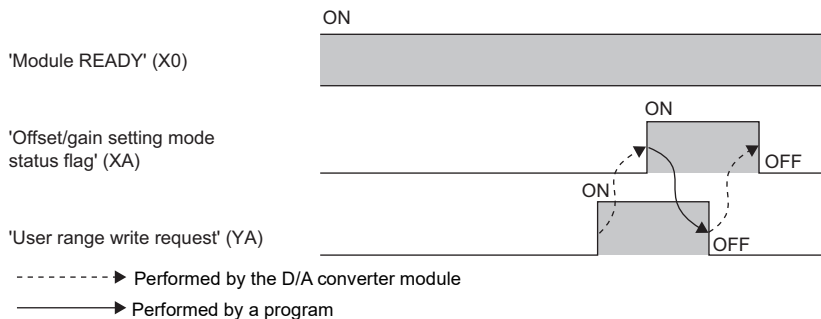 ON
'Module READY' (X0)
ON
'Offset/gain setting mode
status flag' (XA)
OFF
ON
'User range write request' (YA)
OFF
Performed by the D/A converter module
Performed by a program